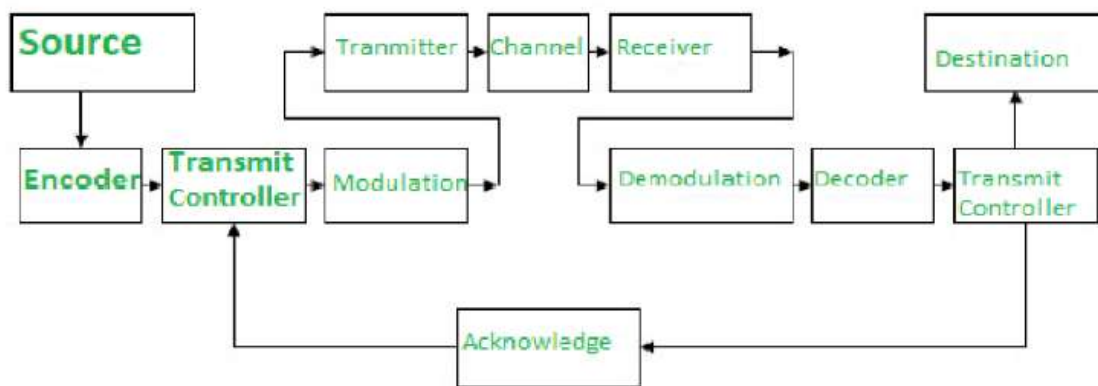 Source
Tranmitter
Channel
Receiver
Destination
Encoder
Transmit
Controller
Modulation
Demodulation
Decoder
Transmit
Controller
Acknowledge